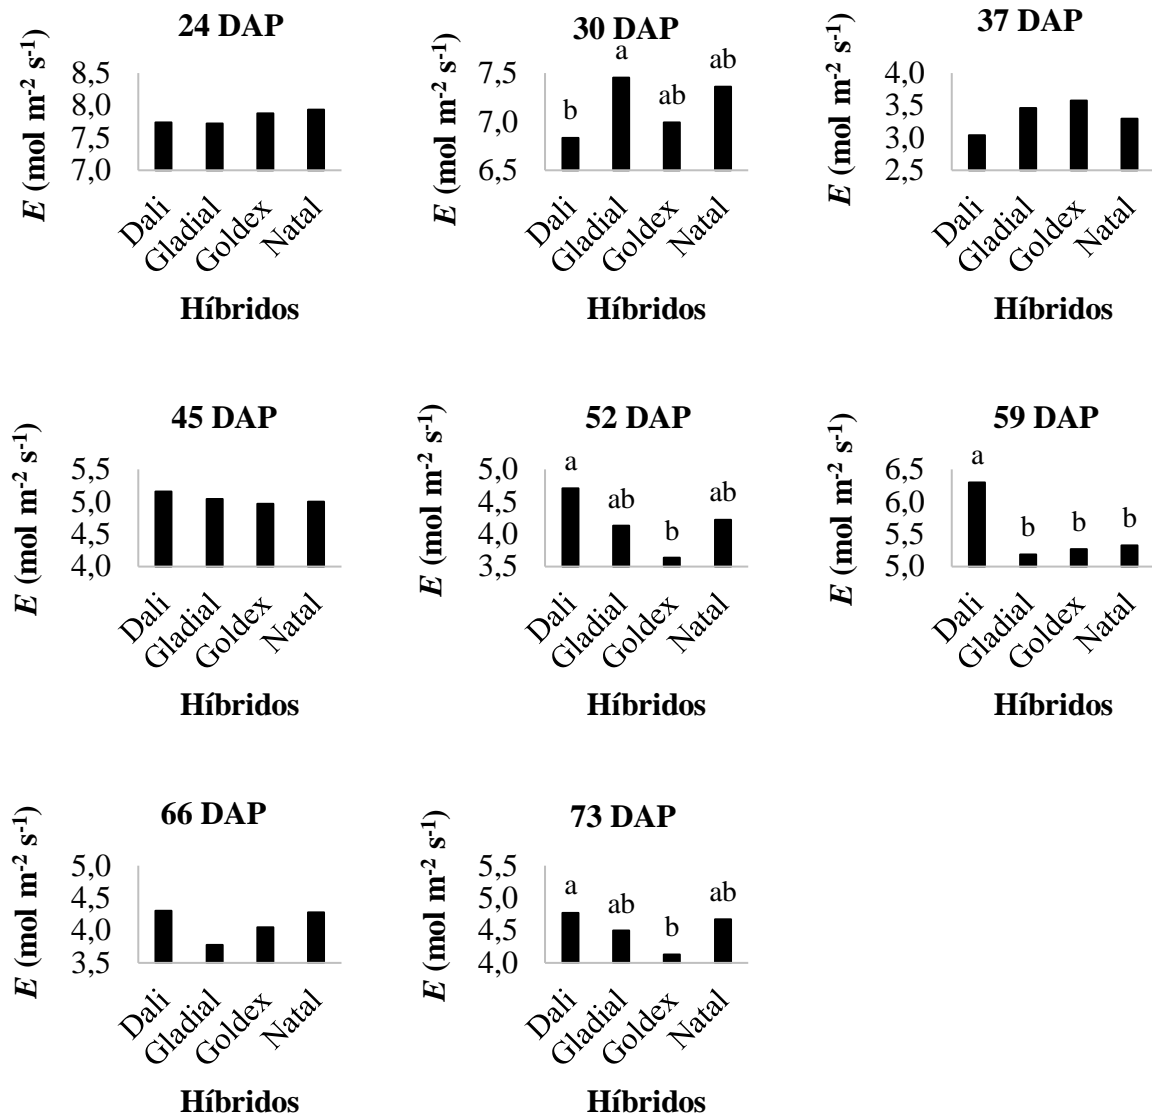 24 DAP
E (mol m-2 s-1)
8,5
8,0
7,5
7,0
Dali
Gladial
Goldex
Natal
Híbridos
30 DAP
E (mol m-2 s-1)
7,5
7,0
6,5
b
a
ab
ab
Dali
Gladial
Goldex
Natal
Híbridos
37 DAP
E (mol m-2 s-1)
4,0
3,5
3,0
2,5
Dali
Gladial
Goldex
Natal
Híbridos
45 DAP
E (mol m-2 s-1)
5,5
5,0
4,5
4,0
Dali
Gladial
Goldex
Natal
Híbridos
52 DAP
E (mol m-2 s-1)
5,0
4,5
4,0
3,5
a
ab
b
ab
Dali
Gladial
Goldex
Natal
Híbridos
59 DAP
E (mol m-2 s-1)
6,5
6,0
5,5
5,0
a
b
b
b
Dali
Gladial
Goldex
Natal
Híbridos
66 DAP
E (mol m-2 s-1)
5,0
4,5
4,0
3,5
Dali
Gladial
Goldex
Natal
Híbridos
73 DAP
E (mol m-2 s-1)
5,5
5,0
4,5
4,0
a
ab
b
ab
Dali
Gladial
Goldex
Natal
Híbridos